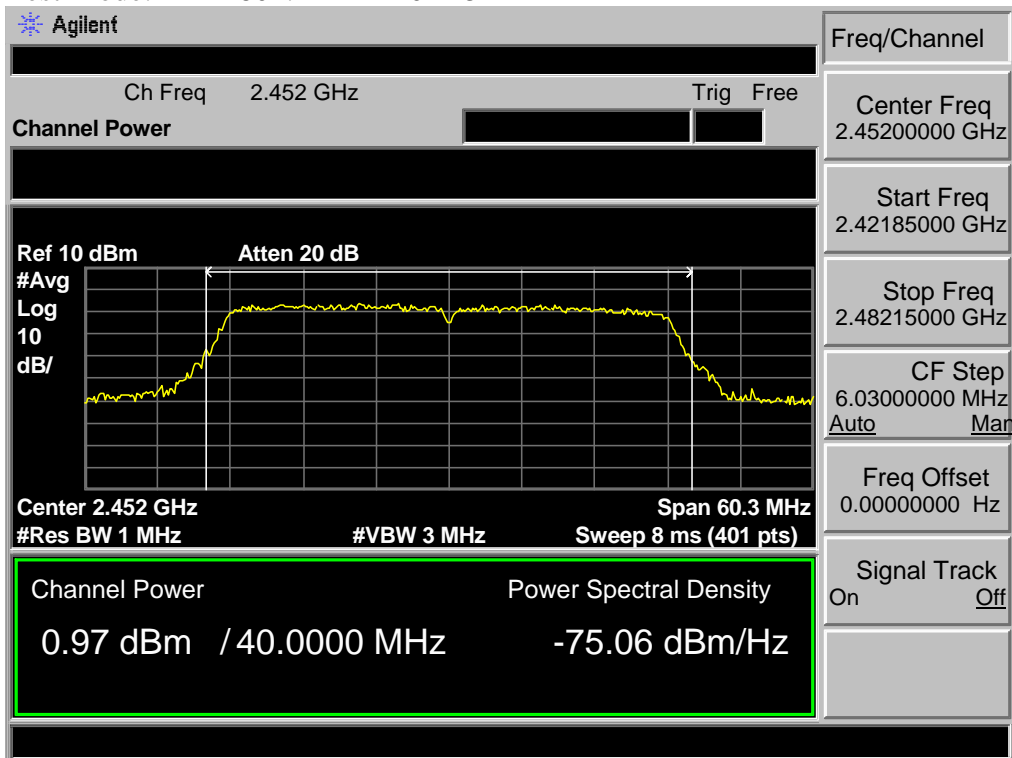 Agilent
Freq/Channel
Ch Freq 2.452 GHz Trig Free
Channel Power
Center Freq
2.45200000 GHz
Start Freq
2.42185000 GHz
Stop Freq
2.48215000 GHz
CF Step
6.03000000 MHz
Auto Man
Freq Offset
0.00000000 Hz
Signal Track
On Off
Ref 10 dBm Atten 20 dB
#Avg
Log
10
dB/
Center 2.452 GHz Span 60.3 MHz
#Res BW 1 MHz #VBW 3 MHz Sweep 8 ms (401 pts)
Channel Power Power Spectral Density
0.97 dBm / 40.0000 MHz -75.06 dBm/Hz